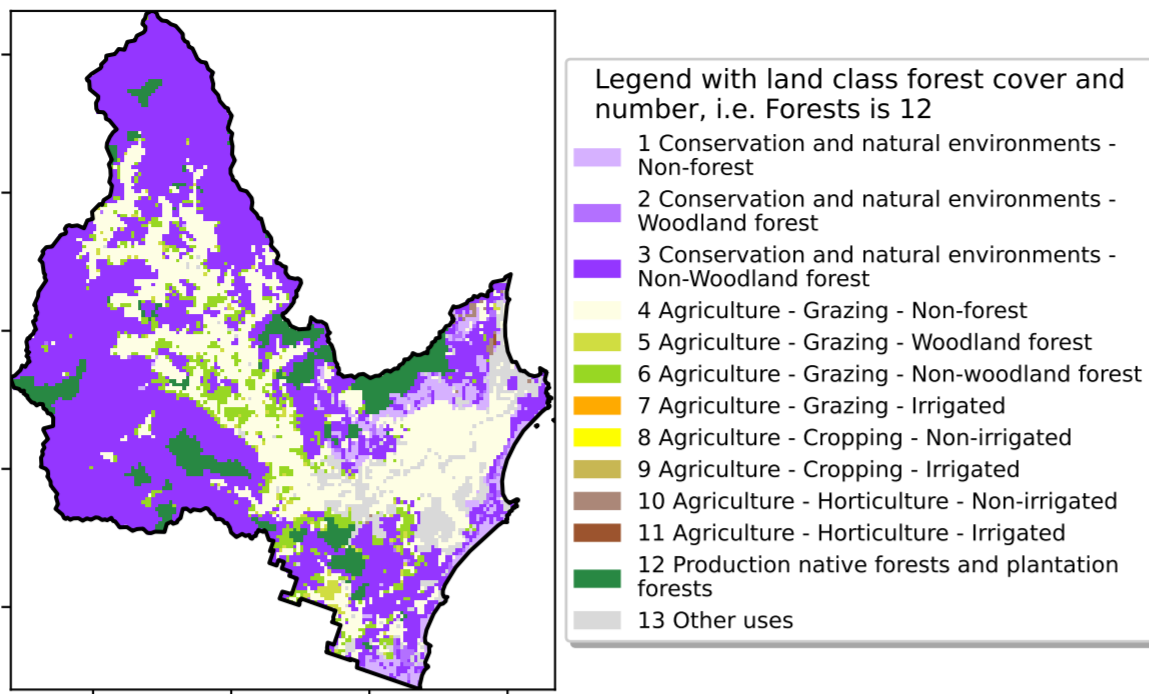 Legend with land class forest cover and
number, i.e. Forests is 12
1 Conservation and natural environments -
Non-forest
2 Conservation and natural environments -
Woodland forest
3 Conservation and natural environments -
Non-Woodland forest
4 Agriculture - Grazing - Non-forest
5 Agriculture - Grazing - Woodland forest
6 Agriculture - Grazing - Non-woodland forest
7 Agriculture - Grazing - Irrigated
8 Agriculture - Cropping - Non-irrigated
9 Agriculture - Cropping - Irrigated
10 Agriculture - Horticulture - Non-irrigated
11 Agriculture - Horticulture - Irrigated
12 Production native forests and plantation
forests
13 Other uses